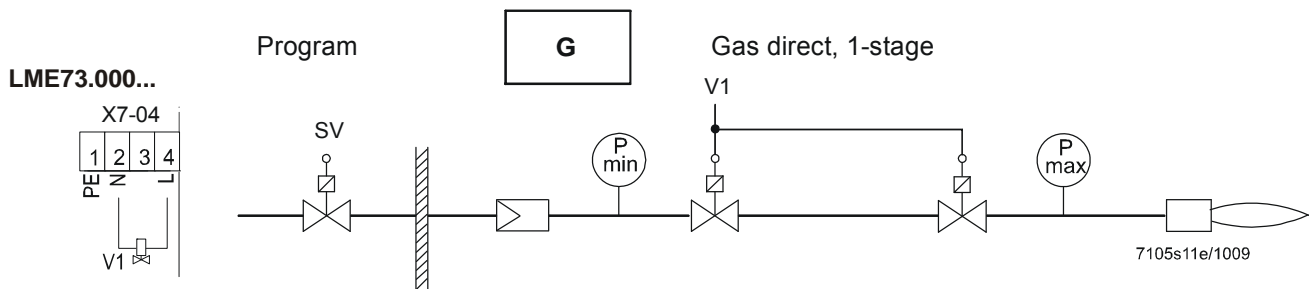 Program G Gas direct, 1-stage
LME73.000...
X7-04
1 2 3 4
PE N L
V1
SV
P min
V1
P max
7105s11e/1009